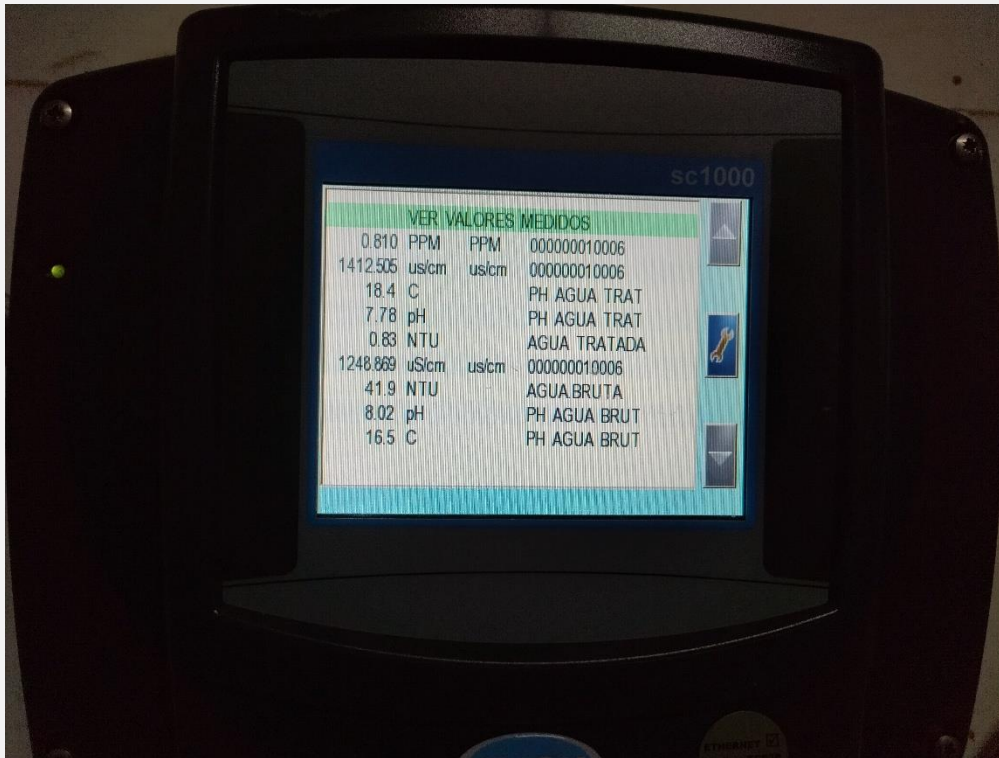 sc1000
VER VALORES MEDIDOS
0.810 PPM PPM 000000010006
1412.505 us/cm us/cm 000000010006
18.4 C PH AGUA TRAT
7.78 pH PH AGUA TRAT
0.83 NTU AGUA TRATADA
1248.869 uS/cm us/cm 000000010006
41.9 NTU AGUA.BRUTA
8.02 pH PH AGUA BRUT
16.5 C PH AGUA BRUT
ETHERNET